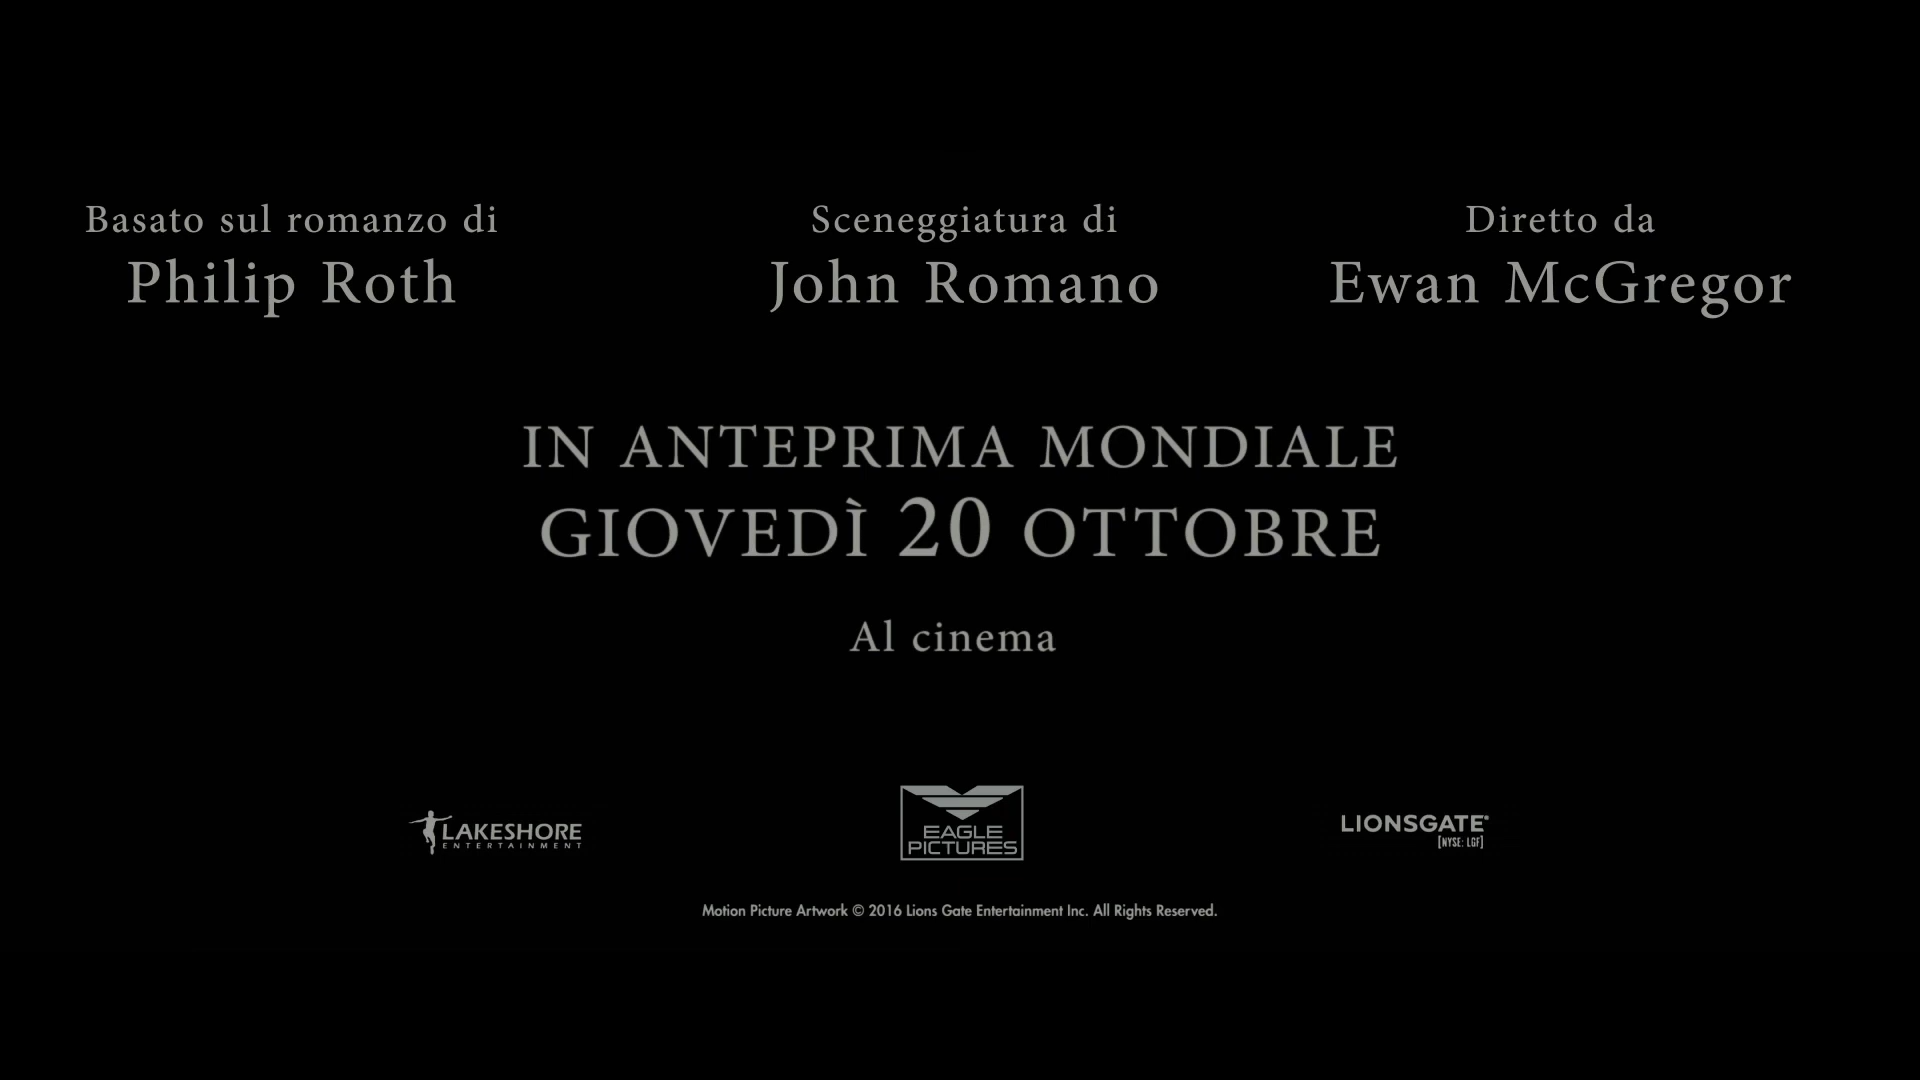 Basato sul romanzo di
Philip Roth
Sceneggiatura di
John Romano
Diretto da
Ewan McGregor
IN ANTEPRIMA MONDIALE
GIOVEDÌ 20 OTTOBRE
Al cinema
LAKESHORE
ENTERTAINMENT
EAGLE
PICTURES
LIONSGATE®
[NYSE: LGF]
Motion Picture Artwork © 2016 Lions Gate Entertainment Inc. All Rights Reserved.